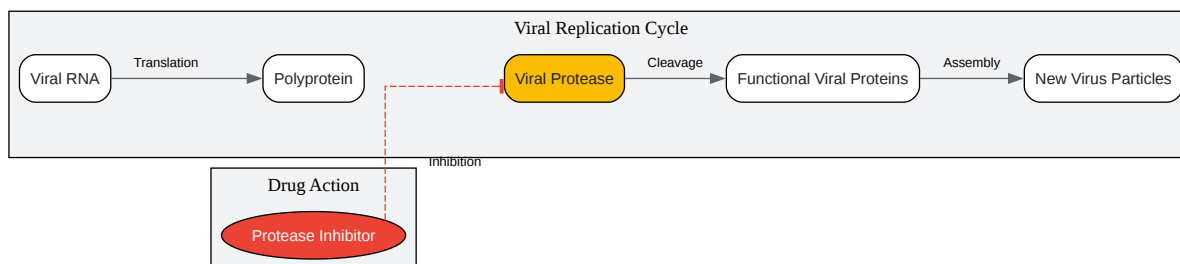 Viral Replication Cycle
Viral RNA
Translation
Polyprotein
Viral Protease
Cleavage
Functional Viral Proteins
Assembly
New Virus Particles
Inhibition
Drug Action
Protease Inhibitor